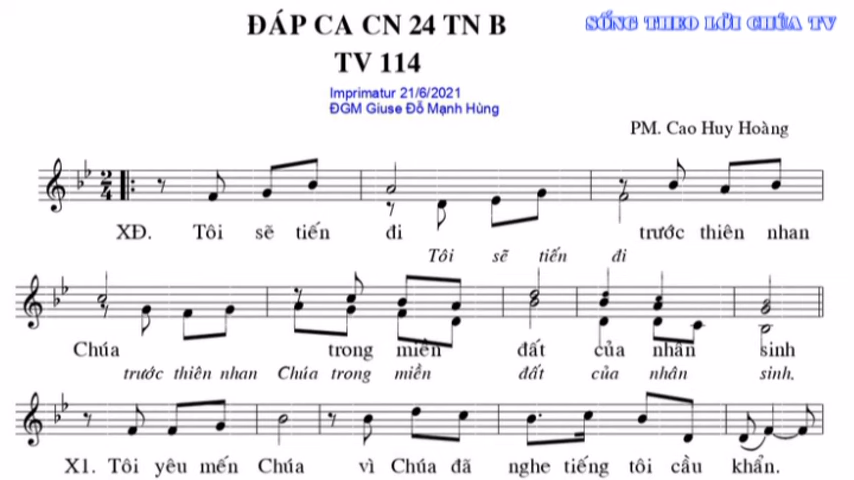 ĐÁP CA CN 24 TN B
SỐNG THEO LỜI CHÚA TV
TV 114
Imprimatur 21/6/2021
ĐGM Giuse Đỗ Mạnh Hùng
PM. Cao Huy Hoàng
2
4
XĐ. Tôi sẽ tiến đi trước thiên nhan
Tôi sẽ tiến đi
Chúa trong miền đất của nhân sinh
trước thiên nhan Chúa trong miền đất của nhân sinh.
X1. Tôi yêu mến Chúa vì Chúa đã nghe tiếng tôi cầu khẩn.